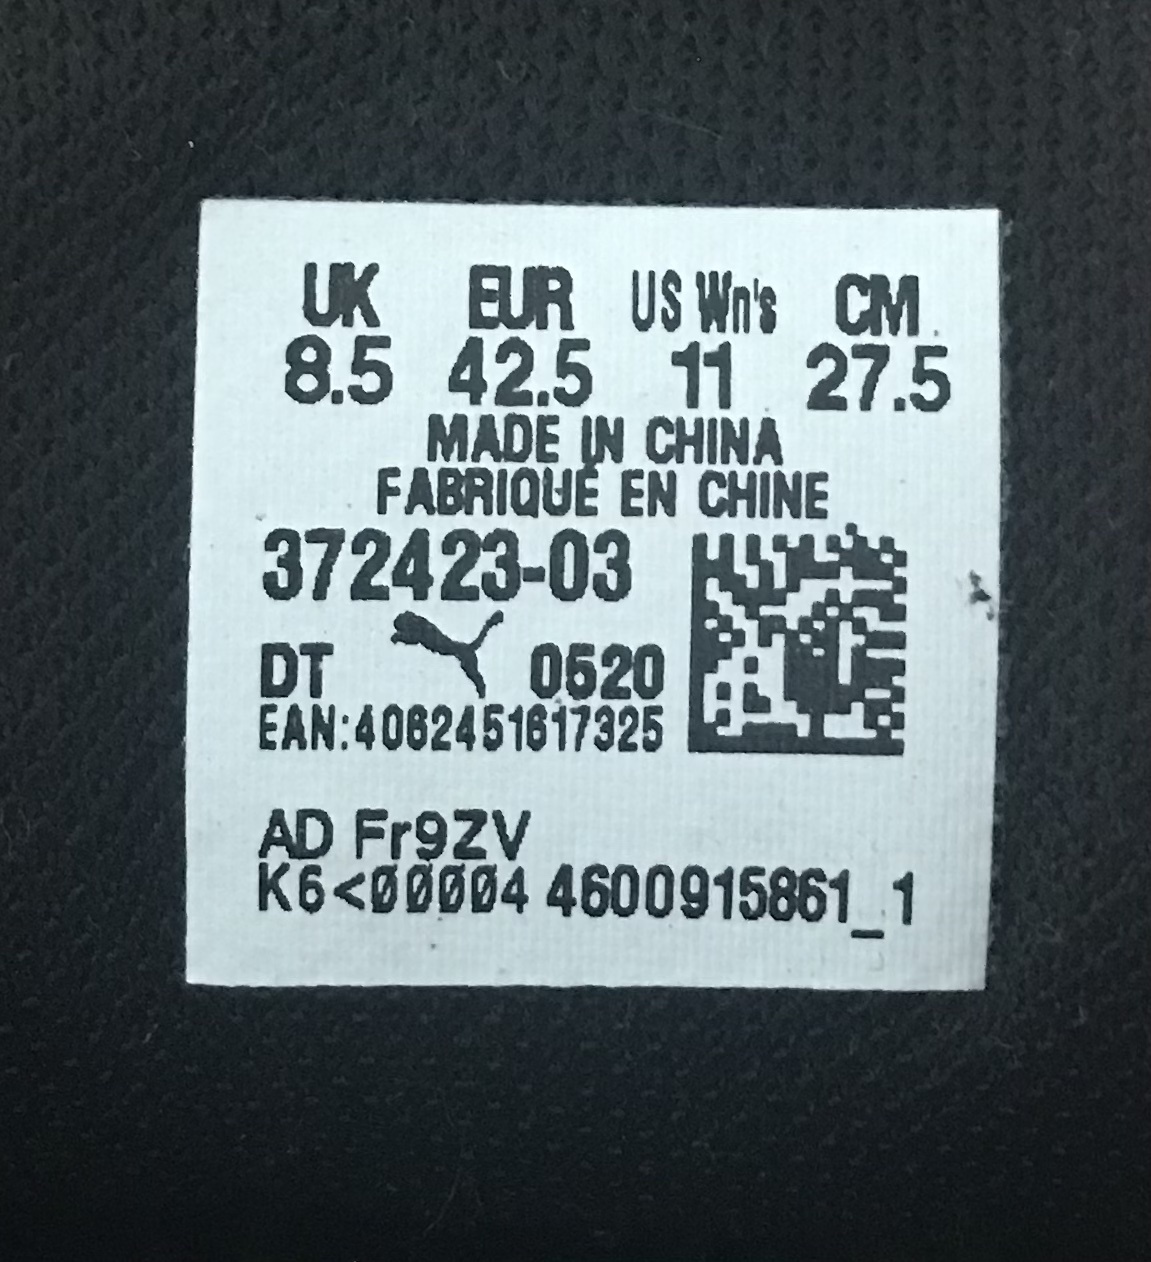 UK EUR US Wn's CM
8.5 42.5 11 27.5
MADE IN CHINA
FABRIQUÉ EN CHINE
372423-03
DT 0520
EAN:4062451617325
AD Fr9ZV
K6<00004 4600915861_1